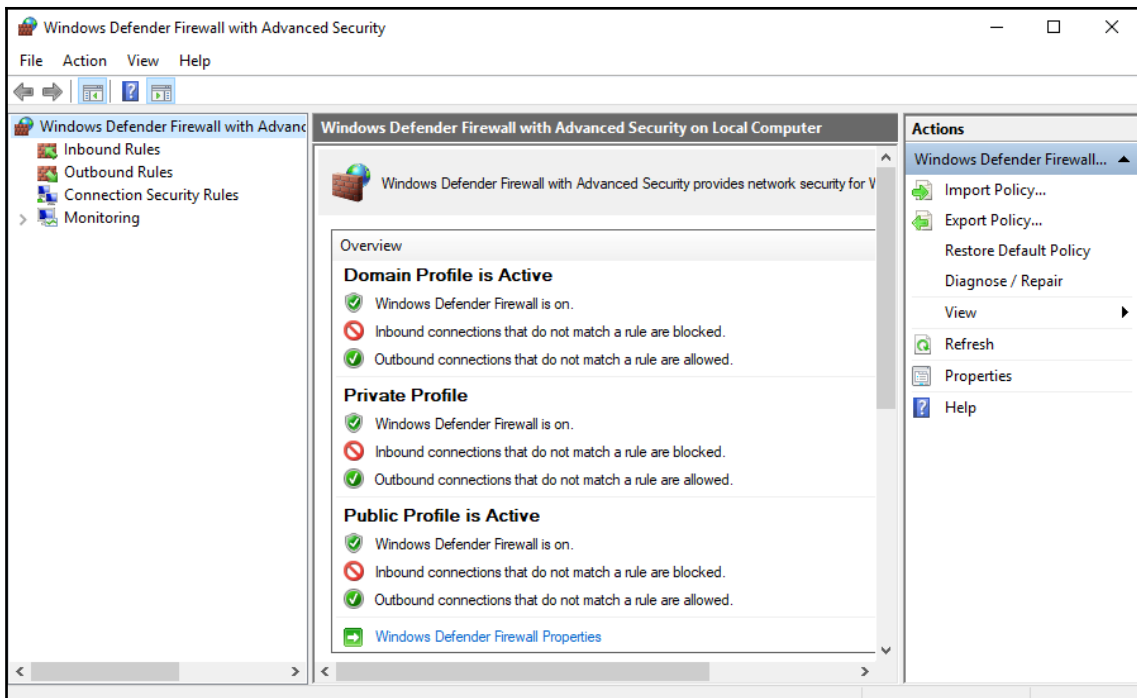 Windows Defender Firewall with Advanced Security
File Action View Help
Windows Defender Firewall with Advanc
Inbound Rules
Outbound Rules
Connection Security Rules
Monitoring
Windows Defender Firewall with Advanced Security on Local Computer
Windows Defender Firewall with Advanced Security provides network security for W
Overview
Domain Profile is Active
Windows Defender Firewall is on.
Inbound connections that do not match a rule are blocked.
Outbound connections that do not match a rule are allowed.
Private Profile
Windows Defender Firewall is on.
Inbound connections that do not match a rule are blocked.
Outbound connections that do not match a rule are allowed.
Public Profile is Active
Windows Defender Firewall is on.
Inbound connections that do not match a rule are blocked.
Outbound connections that do not match a rule are allowed.
Windows Defender Firewall Properties
Actions
Windows Defender Firewall...
Import Policy...
Export Policy...
Restore Default Policy
Diagnose / Repair
View
Refresh
Properties
Help